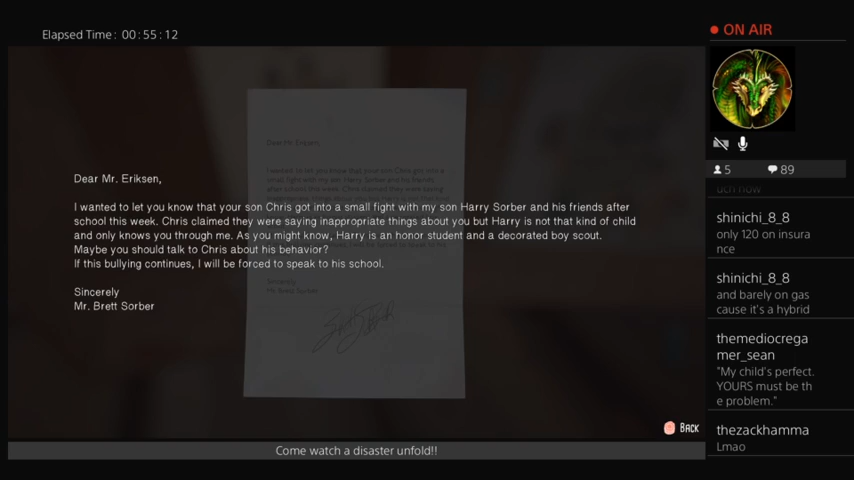 Elapsed Time: 00:55:12
ON AIR
Dear Mr. Eriksen,
I wanted to let you know that your son Chris got into a small fight with my son Harry Sorber and his friends after
school this week. Chris claimed they were saying inappropriate things about you but Harry is not that kind of child
and only knows you through me. As you might know, Harry is an honor student and a decorated boy scout.
Maybe you should talk to Chris about his behavior?
If this bullying continues, I will be forced to speak to his school.
Sincerely
Mr. Brett Sorber
BACK
Come watch a disaster unfold!!
5
89
uch now
shinichi_8_8
only 120 on insura
nce
shinichi_8_8
and barely on gas
cause it's a hybrid
themediocrega
mer_sean
"My child's perfect.
YOURS must be th
e problem."
thezackhamma
Lmao